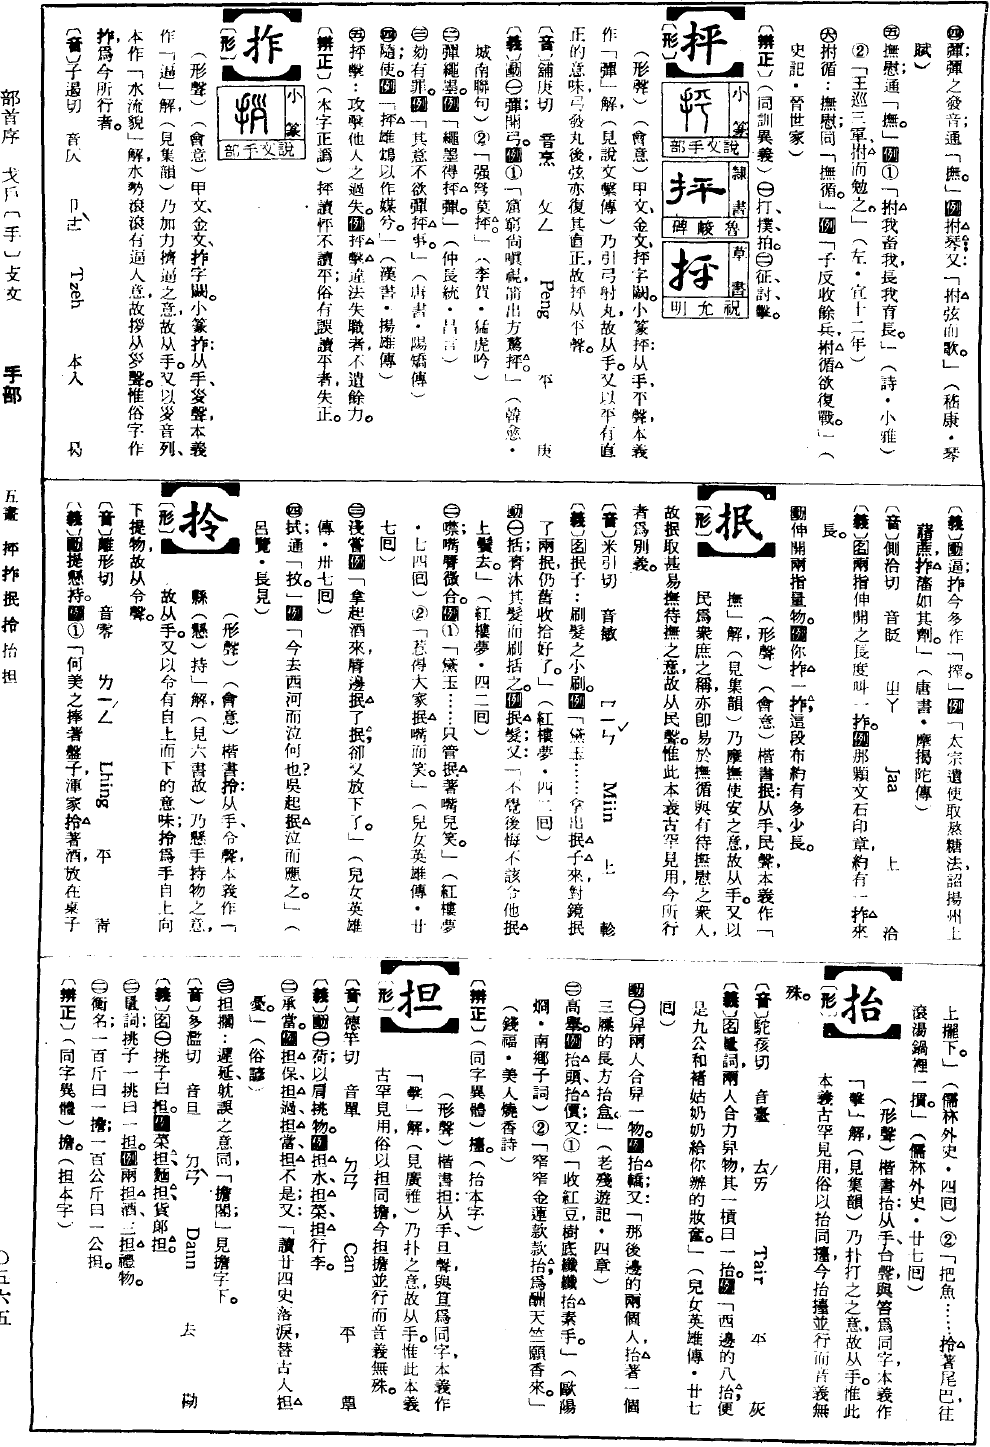 ㈣彈;彈之發音通「撫。」例「拊琴;」又:「拊弦而歌。」(嵇康・琴
賦)
㈤撫慰;通「撫。」例①「拊我畜我,長我育長。」(詩・小雅)
②「王巡三軍,拊而勉之。」(左・宣十二年)
㈥拊循:撫慰;同「撫循。」例「子反收餘兵,拊循欲復戰。」(
史記・晉世家)
〔辨正〕(同訓異義)㈠打、撲、拍。㈡征、討、擊。
抨
小篆
說文手部
隸書
魯峻碑
草書
祝允明
〔形〕
(形聲)(會意)甲文、金文、抨字闕。小篆抨:从手,平聲,本義
作「彈」解,(見說文繫傳)乃引弓射丸,故从手。又以平有直
正的意味,弓發丸後弦亦復其直正,故抨从平聲。
〔音〕鋪庚切 音烹 ㄆㄥ Peng 平 庚
〔義〕動㈠彈;開弓。例①「窟窮尚嗔視,箭出方驚抨。」(韓愈・
城南聯句)②「强弩莫抨。」(李賀・猛虎吟)
㈡彈繩墨。例「繩墨得抨彈。」(仲長統・昌言)
㈢劾有罪。例「其意不欲彈抨事。」(唐書・陽嶠傳)
㈣隨使。例「抨雄鴆以作媒兮。」(漢書・揚雄傳)
㈤抨擊:攻擊他人之過失。例抨擊違法失職者不遺餘力。
〔辨正〕(本字正譌)抨讀怦不讀平;俗有誤讀平者,失正。
拃
小篆
說文手部
〔形〕
(形聲)(會意)甲文、金文、拃字闕。小篆拃:从手,夋聲,本義
作「逼」解,(見集韻)乃加力擠逼之意,故从手。又以夋音列、
本作「水流貌」解,水勢滾滾有逼人意,故拶从夋聲。惟俗字作
拃,爲今所行者。
〔音〕子遏切 音仄 ㄗㄜˋ Tzeh 本入 曷
〔義〕動逼;拃今多作「搾。」例「太宗遣使取熬糖法,詔揚州上
諸蔗,拃瀋如其劑。」(唐書・摩揭陀傳)
〔音〕側洽切 音眨 ㄓㄚ Jaa 上 洽
〔義〕名兩指伸開之長度叫一拃。例那顆文石印章,約有一拃來
長。
動伸開兩指量物。例你拃一拃;這段布約有多少長。
抿
〔形〕
(形聲)(會意)楷書抿:从手,民聲,本義作「
撫」解,(見集韻)乃摩撫使安之意,故从手。又以
民爲衆庶之稱,亦卽易於撫循與有待撫慰之衆人,
故抿取甚易撫待撫之意,故从民聲。惟此本義古罕見用,今所行
者爲別義。
〔音〕米引切 音敏 ㄇㄧㄣˇ Miin 上 軫
〔義〕名抿子:刷髮之小刷。例「黛玉……拿出抿子來,對鏡抿
了兩抿,仍舊收拾好了。」(紅樓夢・四二囘)
動㈠括;齊沐其髮而刷括之。例抿髮;又:「不覺後悔不該令他抿
上鬢去。」(紅樓夢・四二囘)
㈡噤;嘴脣微合。例①「黛玉……只管抿著嘴兒笑。」(紅樓夢
・七四囘)②「惹得大家抿嘴而笑。」(兒女英雄傳・廿
七囘)
㈢淺嘗。例「拿起酒來,脣邊抿了抿,卻又放下了。」(兒女英雄
傳・卅七囘)
㈣拭;通「抆。」例「今去西河而泣何也?吳起抿泣而應之。」(
呂覽・長見)
拎
〔形〕
(形聲)(會意)楷書拎:从手,令聲,本義作「
縣(懸)持」解,(見六書故)乃懸手持物之意,
故从手。又以令有自上而下的意味;拎爲手自上向
下提物,故从令聲。
〔音〕離形切 音零 ㄌㄧㄥˊ Lhing 平 靑
〔義〕動提;懸持。例①「何美之捧著盤子,渾家拎著酒,放在桌子
上擺下。」(儒林外史・四囘)②「把魚……拎著尾巴,往
滾湯鍋裡一摜。」(儒林外史・廿七囘)
抬
〔形〕
(形聲)楷書抬:从手,台聲,與笞爲同字,本義作
「擊」解,(見集韻)乃扑打之意,故从手。惟此
本義古罕見用,俗以抬同擡,今抬擡並行而音義無
殊。
〔音〕駝孩切 音臺 ㄊㄞˊ Tair 平 灰
〔義〕名量詞,兩人合力舁物,其一槓曰一抬。例「西邊的八抬,便
是九公和褚姑奶奶給你辦的妝奩。」(兒女英雄傳・廿七
囘)
動㈠舁;兩人合舁一物。例抬轎;又:「那後邊的兩個人,抬著一個
三屜的長方抬盒。」(老殘遊記・四章)
㈡高舉。例抬頭、抬價;又①「收紅豆,樹底纖纖抬素手。」(歐陽
烱・南鄉子詞)②「窄窄金蓮款款抬,爲酬天竺願香來。」
(錢福・美人燒香詩)
〔辨正〕(同字異體)擡。(抬本字)
担
〔形〕
(形聲)楷書担:从手,旦聲,與笪爲同字,本義作
「擊」解,(見廣雅)乃扑之意,故从手。惟此本義
古罕見用,俗以担同擔,今担擔並行而音義無殊。
〔音〕德竿切 音單 ㄉㄢ Can 平 覃
〔義〕動㈠荷;以肩挑物。例担水、担菜、担行李。
㈡承當。例担保、担過、担當、担不是;又:「讀廿四史落淚,替古人担
憂。」(俗諺)
㈢担擱:遲延躭誤之意;同「擔閣」,見擔字下。
〔音〕多濫切 音旦 ㄉㄢˋ Dann 去 勘
〔義〕名㈠挑子曰担。例菜担、麵担、貨郞担。
㈡量詞,挑子一挑曰一担。例兩担酒、三担禮物。
㈢衡名,一百斤曰一擔;一百公斤曰一公担。
〔辨正〕(同字異體)擔。(担本字)
部首序 戈戶〔手〕支攴 手部 五畫 抨拃抿拎抬担 〇五六五